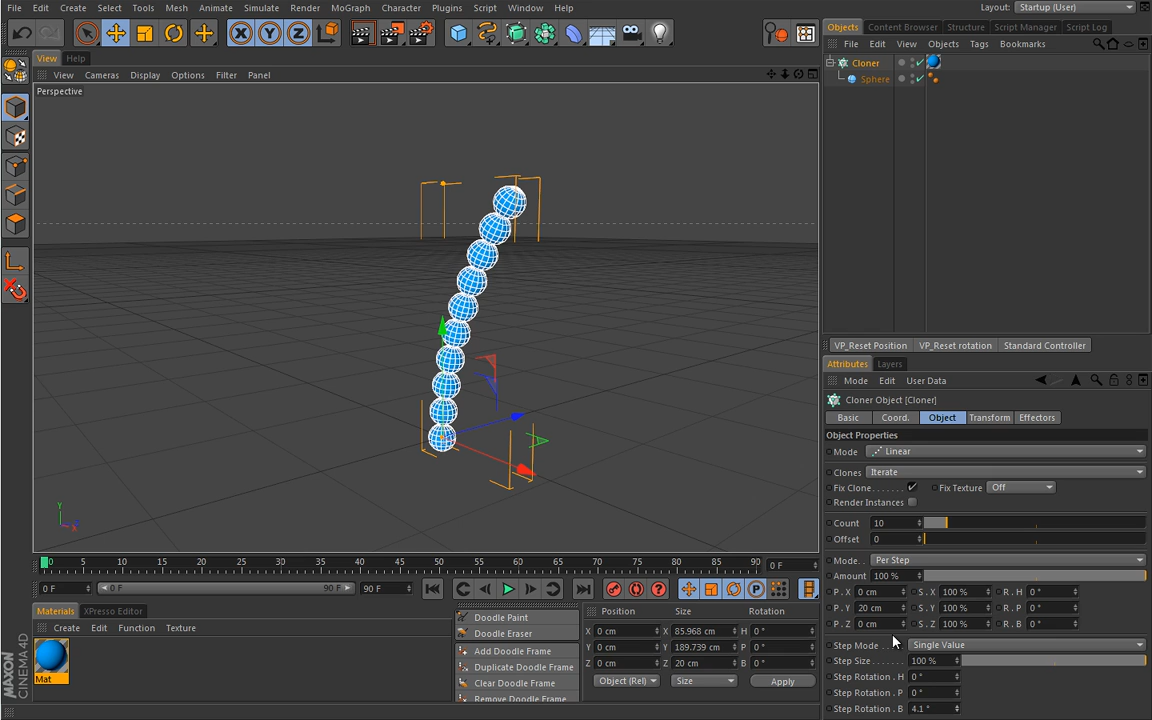 File Edit Create Select Tools Mesh Animate Simulate Render MoGraph Character Plugins Script Window Help Layout: Startup (User)
View Help
View Cameras Display Options Filter Panel
Perspective
Y
X
0 5 10 15 20 25 30 35 40 45 50 55 60 65 70 75 80 85 90 0 F
0 F 0 F 90 F 90 F
Materials XPresso Editor
Create Edit Function Texture
Mat
MAXON
CINEMA 4D
Doodle Paint
Doodle Eraser
Add Doodle Frame
Duplicate Doodle Frame
Clear Doodle Frame
Remove Doodle Frame
Position Size Rotation
X 0 cm X 85.968 cm H 0 °
Y 0 cm Y 189.739 cm P 0 °
Z 0 cm Z 20 cm B 0 °
Object (Rel) Size Apply
Objects Content Browser Structure Script Manager Script Log
File Edit View Objects Tags Bookmarks
Cloner
Sphere
VP_Reset Position VP_Reset rotation Standard Controller
Attributes Layers
Mode Edit User Data
Cloner Object [Cloner]
Basic Coord. Object Transform Effectors
Object Properties
Mode Linear
Clones Iterate
Fix Clone....... Fix Texture Off
Render Instances
Count 10
Offset 0
Mode.. Per Step
Amount 100 %
P . X 0 cm S . X 100 % R . H 0 °
P . Y 20 cm S . Y 100 % R . P 0 °
P . Z 0 cm S . Z 100 % R . B 0 °
Step Mode .... Single Value
Step Size....... 100 %
Step Rotation . H 0 °
Step Rotation . P 0 °
Step Rotation . B 4.1 °